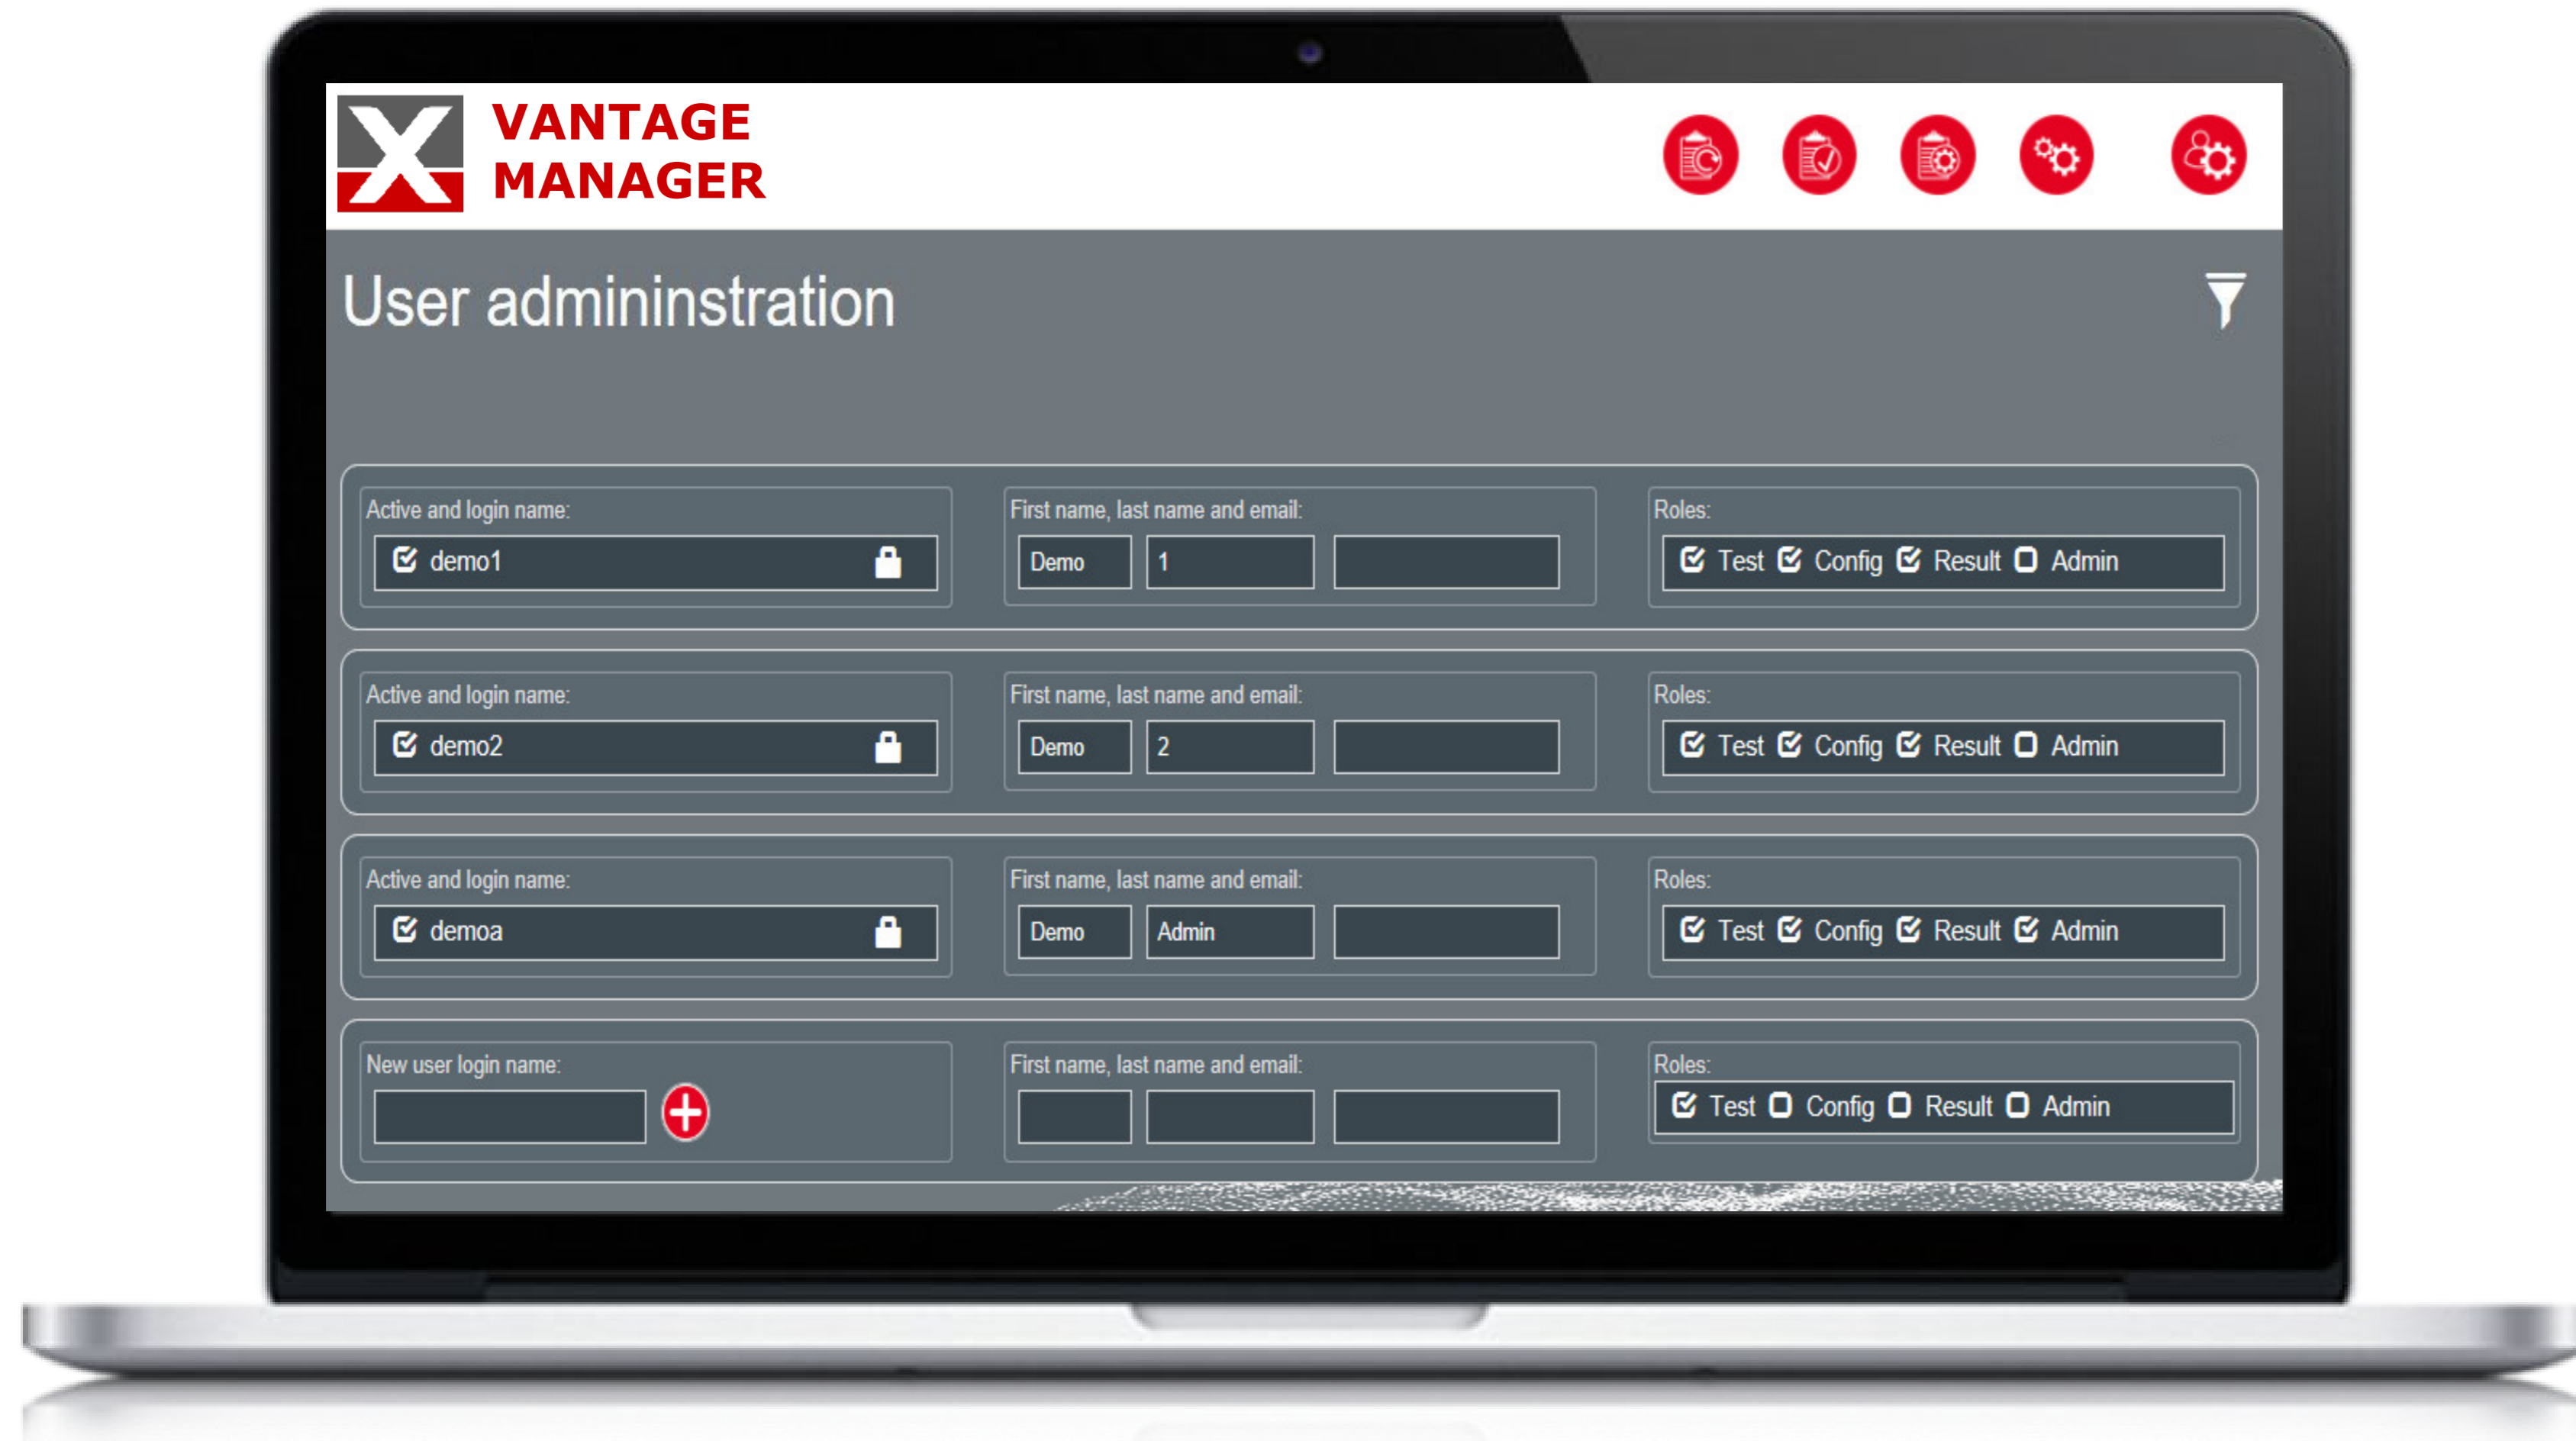 X
VANTAGE
MANAGER
User admininstration
Active and login name: First name, last name and email: Roles:
demo1 Demo 1 Test Config Result Admin
Active and login name: First name, last name and email: Roles:
demo2 Demo 2 Test Config Result Admin
Active and login name: First name, last name and email: Roles:
demoa Demo Admin Test Config Result Admin
New user login name: First name, last name and email: Roles:
Test Config Result Admin